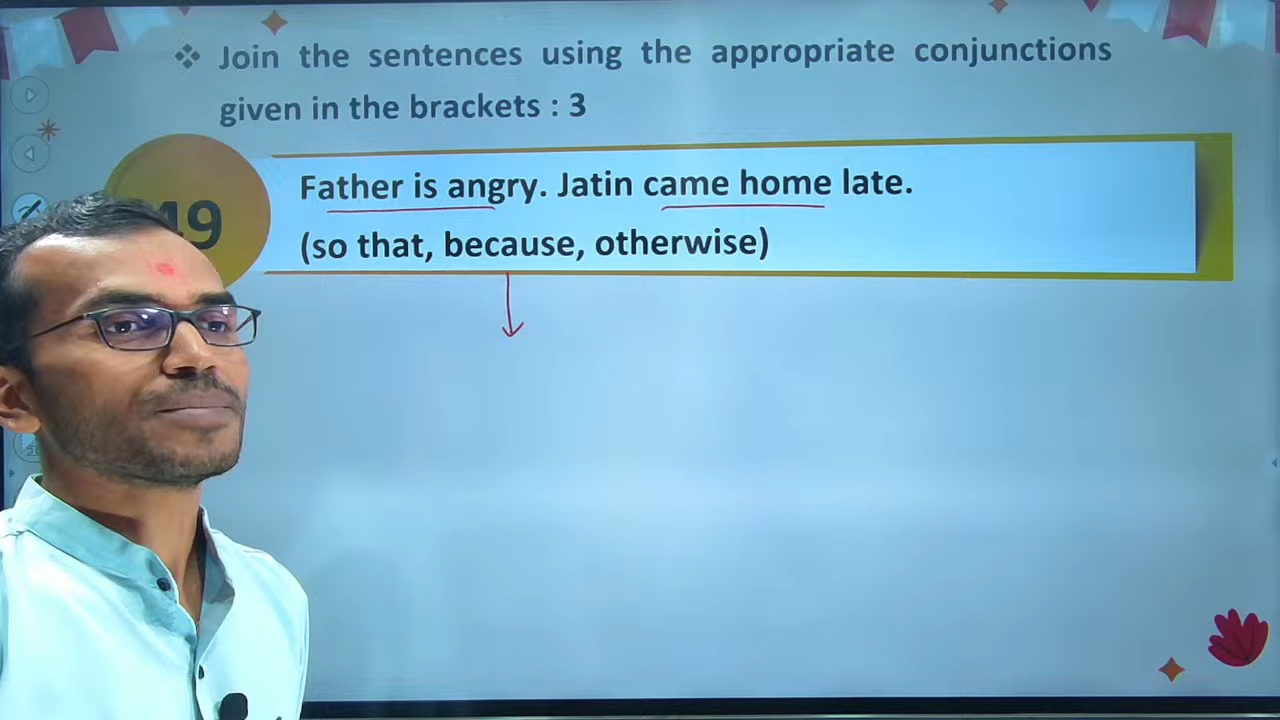 ❖ Join the sentences using the appropriate conjunctions
given in the brackets : 3
49
Father is angry. Jatin came home late.
(so that, because, otherwise)